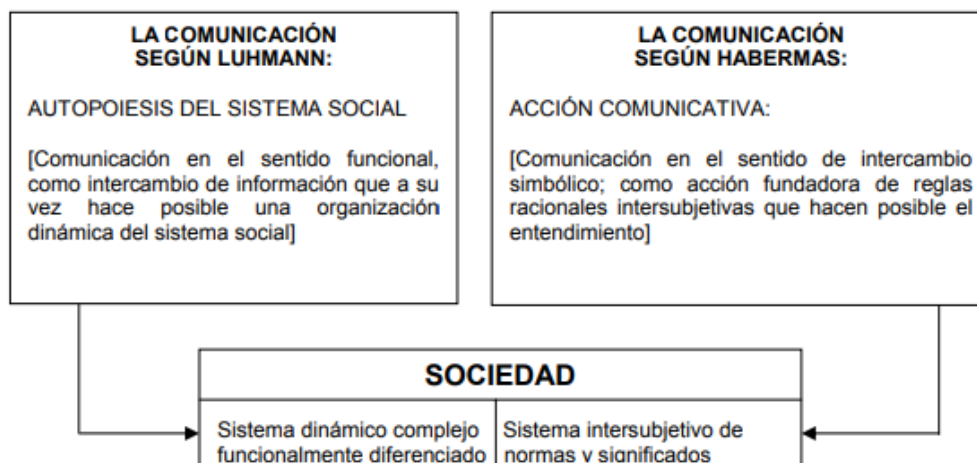 LA COMUNICACIÓN
SEGÚN LUHMANN:
AUTOPOIESIS DEL SISTEMA SOCIAL
[Comunicación en el sentido funcional,
como intercambio de información que a su
vez hace posible una organización
dinámica del sistema social]
LA COMUNICACIÓN
SEGÚN HABERMAS:
ACCIÓN COMUNICATIVA:
[Comunicación en el sentido de intercambio
simbólico; como acción fundadora de reglas
racionales intersubjetivas que hacen posible el
entendimiento]
SOCIEDAD
Sistema dinámico complejo
funcionalmente diferenciado
Sistema intersubjetivo de
normas y significados